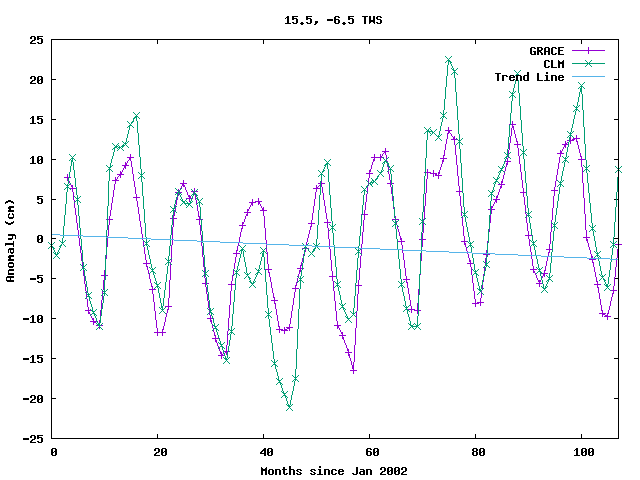 15.5, -6.5 TWS
GRACE
CLM
Trend Line
25
20
15
10
5
0
-5
-10
-15
-20
-25
Anomaly (cm)
0 20 40 60 80 100
Months since Jan 2002